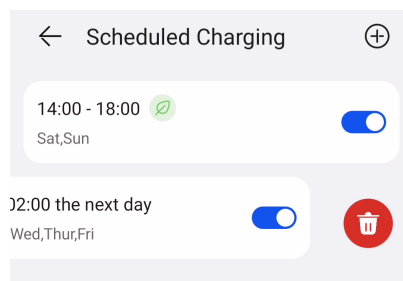 Scheduled Charging
14:00 - 18:00
Sat,Sun
02:00 the next day
Wed,Thur,Fri